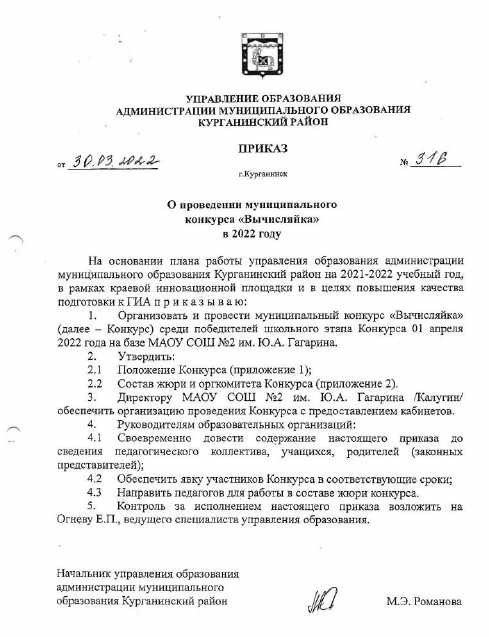 УПРАВЛЕНИЕ ОБРАЗОВАНИЯ
АДМИНИСТРАЦИИ МУНИЦИПАЛЬНОГО ОБРАЗОВАНИЯ
КУРГАНИНСКИЙ РАЙОН
ПРИКАЗ
от 30.03.2022 № 316
г.Курганинск
О проведении муниципального
конкурса «Вычисляйка»
в 2022 году
На основании плана работы управления образования администрации
муниципального образования Курганинский район на 2021-2022 учебный год,
в рамках краевой инновационной площадки и в целях повышения качества
подготовки к ГИА п р и к а з ы в а ю:
1. Организовать и провести муниципальный конкурс «Вычисляйка»
(далее – Конкурс) среди победителей школьного этапа Конкурса 01 апреля
2022 года на базе МАОУ СОШ №2 им. Ю.А. Гагарина.
2. Утвердить:
2.1 Положение Конкурса (приложение 1);
2.2 Состав жюри и оргкомитета Конкурса (приложение 2).
3. Директору МАОУ СОШ №2 им. Ю.А. Гагарина /Калугин/
обеспечить организацию проведения Конкурса с предоставлением кабинетов.
4. Руководителям образовательных организаций:
4.1 Своевременно довести содержание настоящего приказа до
сведения педагогического коллектива, учащихся, родителей (законных
представителей);
4.2 Обеспечить явку участников Конкурса в соответствующие сроки;
4.3 Направить педагогов для работы в составе жюри конкурса.
5. Контроль за исполнением настоящего приказа возложить на
Огневу Е.П., ведущего специалиста управления образования.
Начальник управления образования
администрации муниципального
образования Курганинский район М.Э. Романова